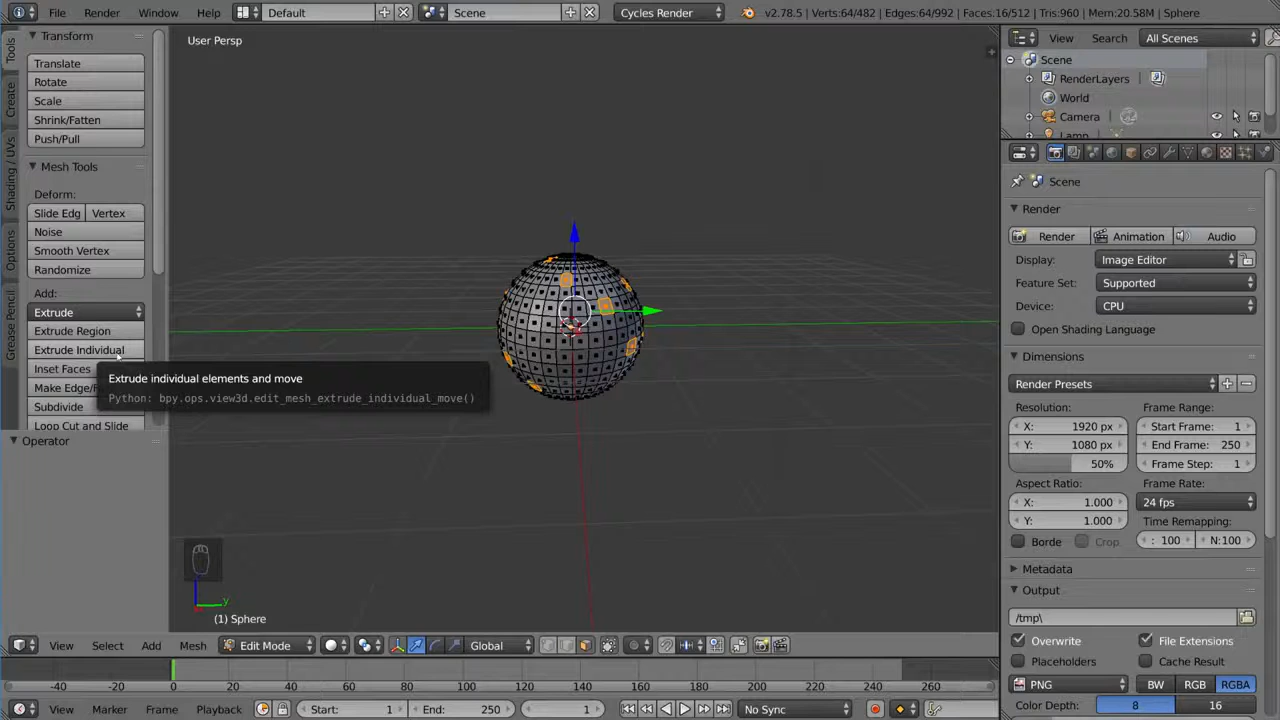 File Render Window Help Default Scene Cycles Render v2.78.5 | Verts:64/482 | Edges:64/992 | Faces:16/512 | Tris:960 | Mem:20.58M | Sphere
Tools
Create
Shading / UVs
Options
Grease Pencil
Transform
Translate
Rotate
Scale
Shrink/Fatten
Push/Pull
Mesh Tools
Deform:
Slide Edg Vertex
Noise
Smooth Vertex
Randomize
Add:
Extrude
Extrude Region
Extrude Individual
Inset Faces
Make Edge/F
Subdivide
Loop Cut and Slide
Operator
User Persp
Extrude individual elements and move
Python: bpy.ops.view3d.edit_mesh_extrude_individual_move()
y
(1) Sphere
View Select Add Mesh Edit Mode Global
-40 -20 0 20 40 60 80 100 120 140 160 180 200 220 240 260
View Marker Frame Playback Start: 1 End: 250 1 No Sync
View Search All Scenes
Scene
RenderLayers
World
Camera
Lamp
Scene
Render
Render Animation Audio
Display: Image Editor
Feature Set: Supported
Device: CPU
Open Shading Language
Dimensions
Render Presets
Resolution: Frame Range:
X: 1920 px Start Frame: 1
Y: 1080 px End Frame: 250
50% Frame Step: 1
Aspect Ratio: Frame Rate:
X: 1.000 24 fps
Y: 1.000 Time Remapping:
Borde Crop : 100 N:100
Metadata
Output
/tmp\
Overwrite File Extensions
Placeholders Cache Result
PNG BW RGB RGBA
Color Depth: 8 16